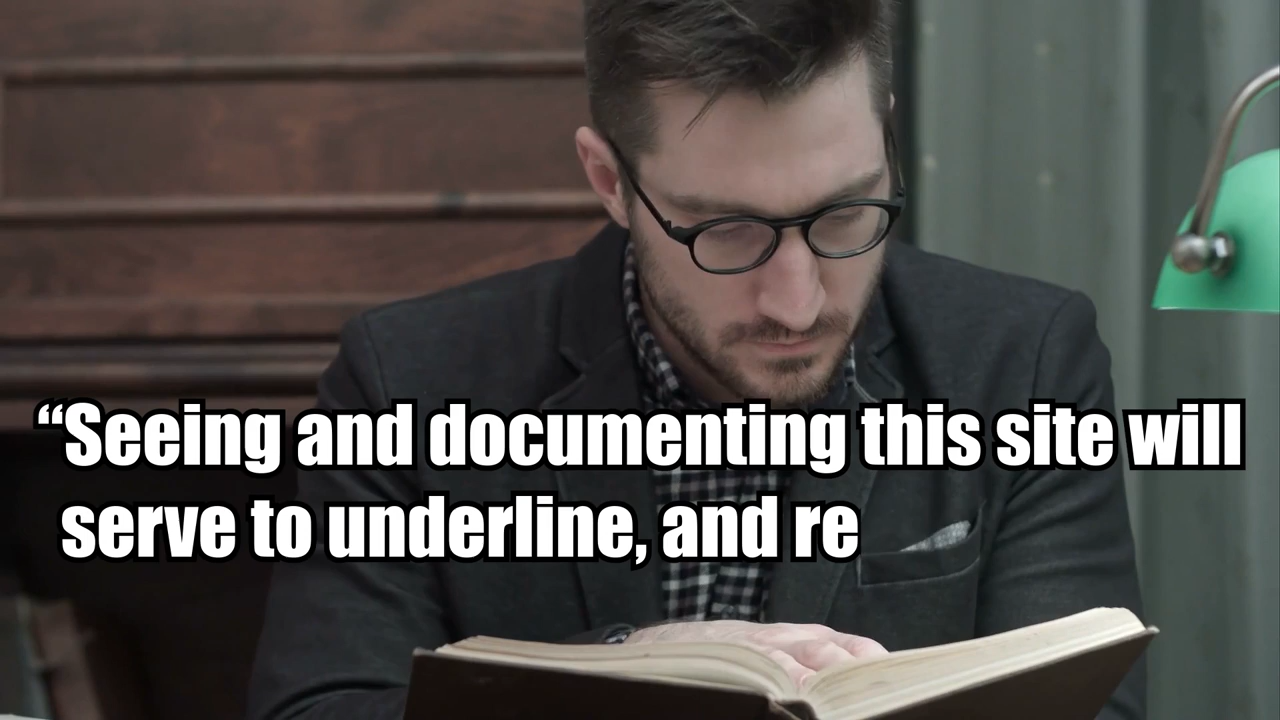 “Seeing and documenting this site will
serve to underline, and re